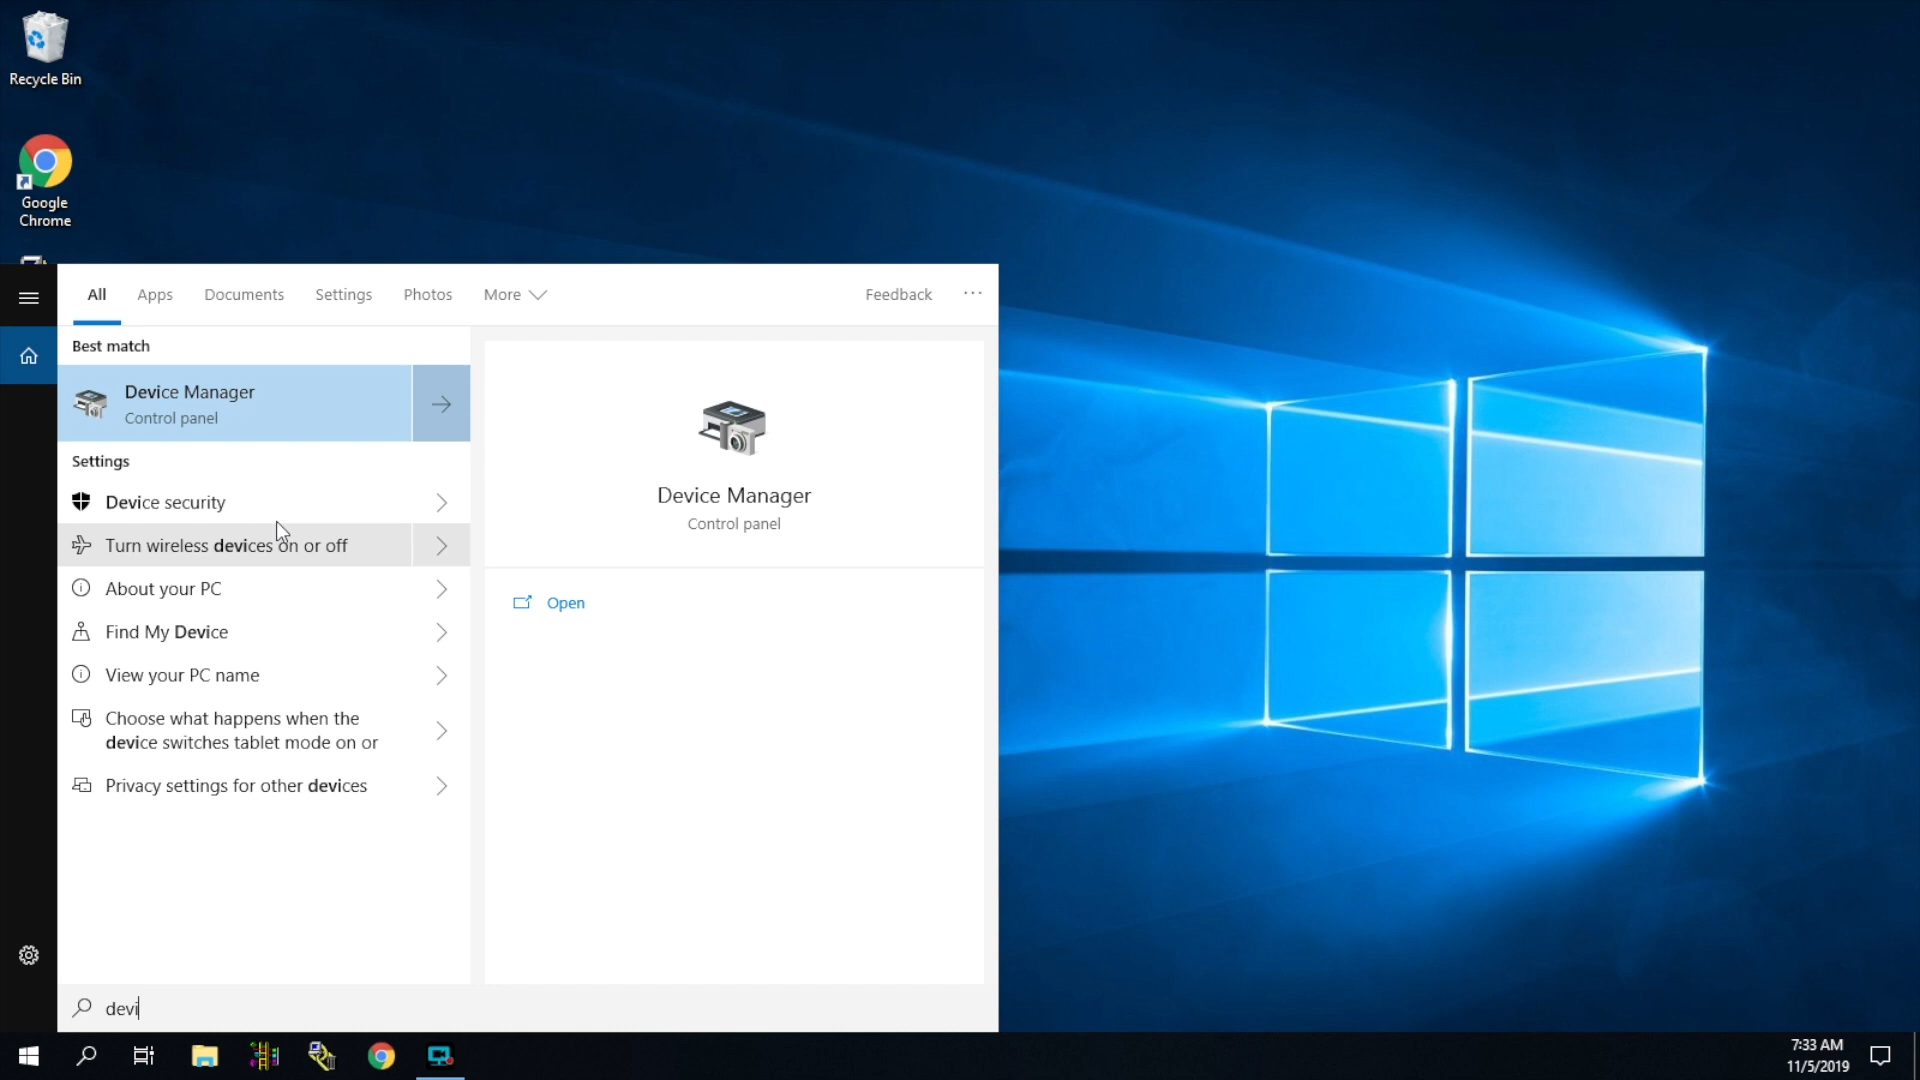 Recycle Bin
Google
Chrome
All Apps Documents Settings Photos More Feedback ...
Best match
Device Manager
Control panel
Settings
Device security
Turn wireless devices on or off
About your PC
Find My Device
View your PC name
Choose what happens when the
device switches tablet mode on or
Privacy settings for other devices
Device Manager
Control panel
Open
devi
7:33 AM
11/5/2019